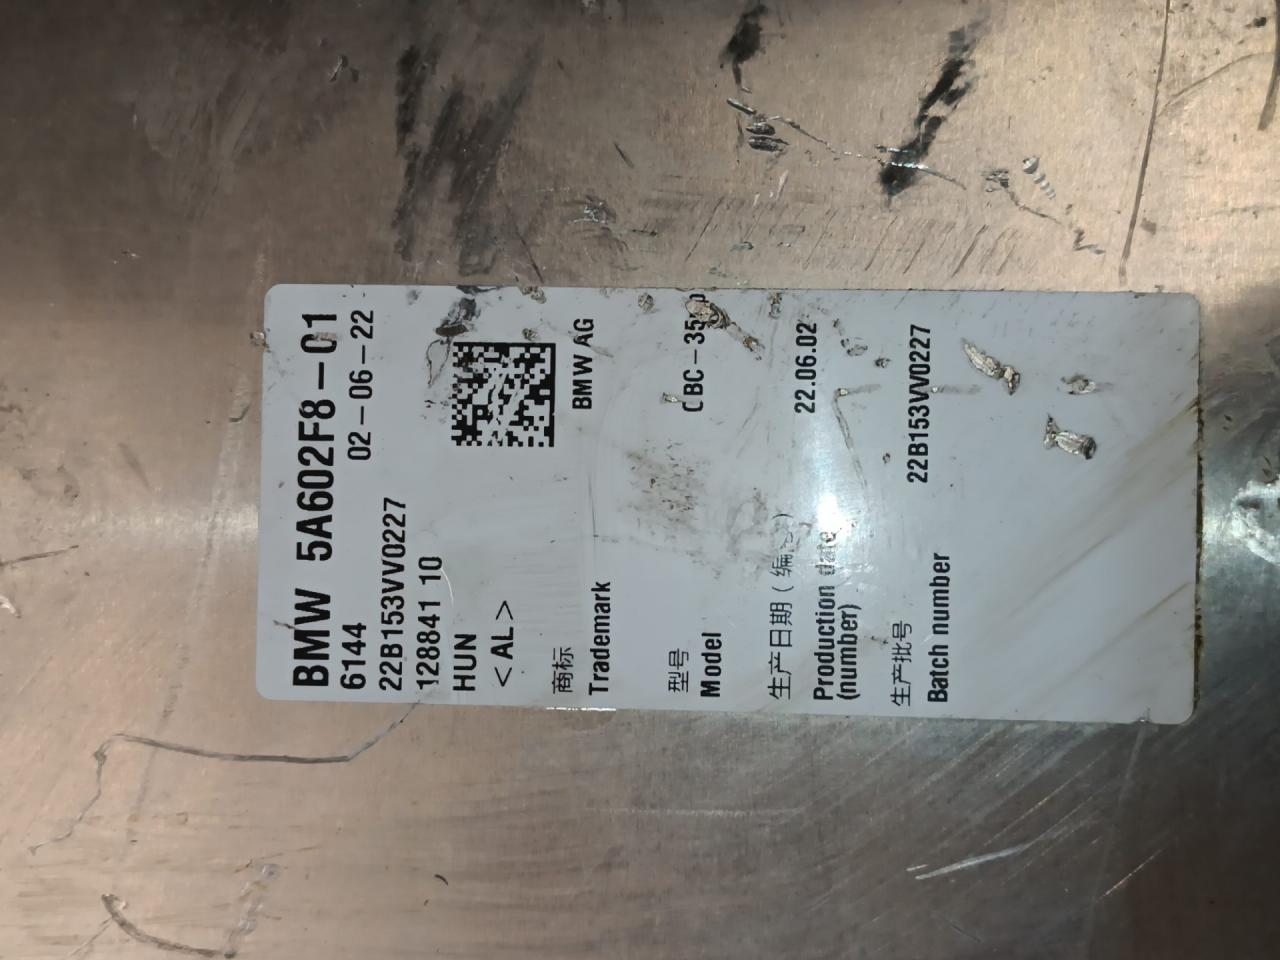 BMW 5A602F8-01
6144 02-06-22
22B153VV0227
128841 10
HUN
<AL>
商标
Trademark BMW AG
型号
Model
生产日期
Production date 22.06.02
(number)
生产批号
Batch number 22B153VV0227